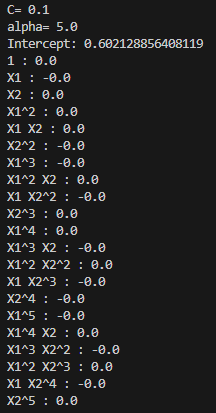 C= 0.1
alpha= 5.0
Intercept: 0.602128856408119
1 : 0.0
X1 : -0.0
X2 : 0.0
X1^2 : 0.0
X1 X2 : 0.0
X2^2 : -0.0
X1^3 : -0.0
X1^2 X2 : 0.0
X1 X2^2 : -0.0
X2^3 : 0.0
X1^4 : 0.0
X1^3 X2 : -0.0
X1^2 X2^2 : 0.0
X1 X2^3 : -0.0
X2^4 : -0.0
X1^5 : -0.0
X1^4 X2 : 0.0
X1^3 X2^2 : -0.0
X1^2 X2^3 : 0.0
X1 X2^4 : -0.0
X2^5 : 0.0